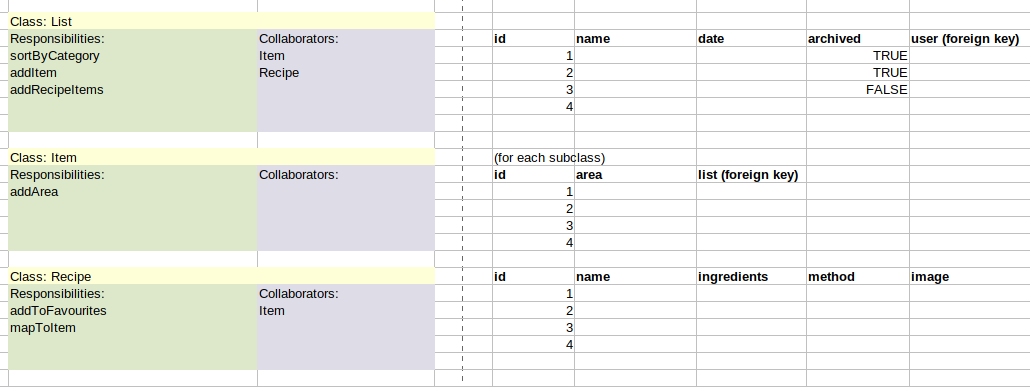 Class: List
Responsibilities: Collaborators: id name date archived user (foreign key)
sortByCategory Item 1 TRUE
addItem Recipe 2 TRUE
addRecipeItems 3 FALSE
4
Class: Item (for each subclass)
Responsibilities: Collaborators: id area list (foreign key)
addArea 1
2
3
4
Class: Recipe id name ingredients method image
Responsibilities: Collaborators: 1
addToFavourites Item 2
mapToItem 3
4